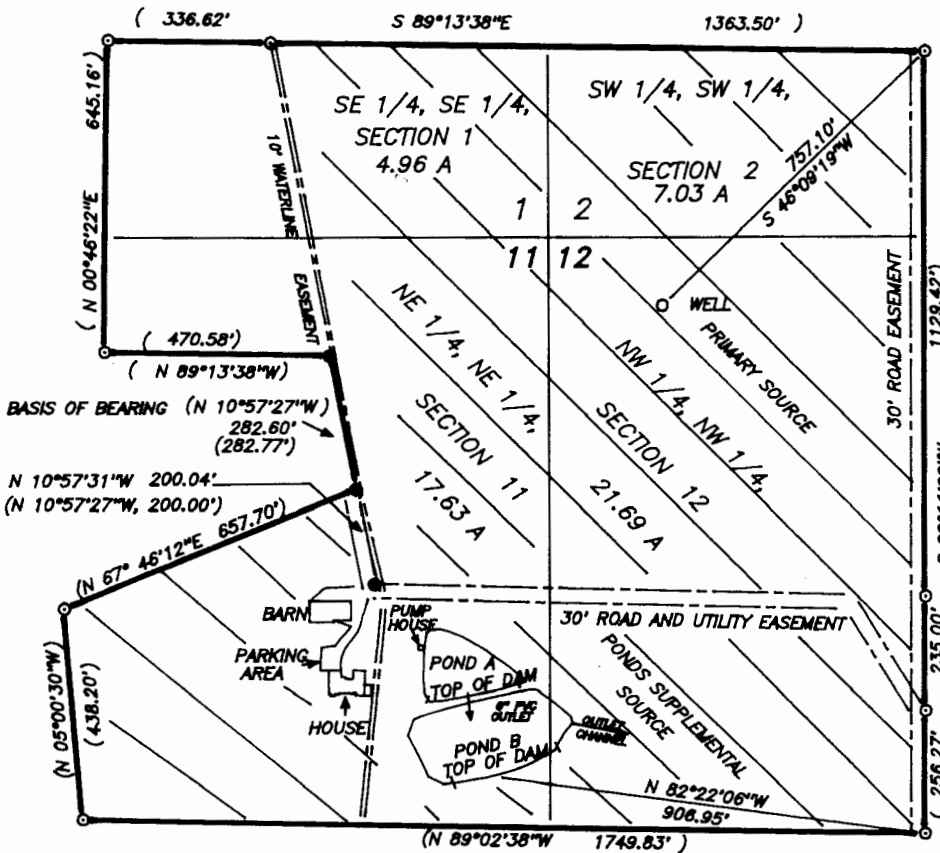 ( 336.62' S 89°13'38"E 1363.50' )
( N 00°46'22"E 645.16')
10' WATERLINE EASEMENT
SE 1/4, SE 1/4,
SECTION 1
4.96 A
SW 1/4, SW 1/4,
SECTION 2
7.03 A
757.10'
S 46°09'19"W
1 2
11 12
WELL
PRIMARY SOURCE
30' ROAD EASEMENT
1129.42')
( 470.58')
( N 89°13'38"W)
BASIS OF BEARING (N 10°57'27"W)
282.60'
(282.77')
NE 1/4, NE 1/4,
SECTION 11
17.63 A
NW 1/4, NW 1/4,
SECTION 12
21.69 A
N 10°57'31"W 200.04'
(N 10°57'27"W, 200.00')
(N 67° 46'12"E 657.70')
BARN
PUMP
HOUSE
30' ROAD AND UTILITY EASEMENT
235.00'
PARKING
AREA
POND A
TOP OF DAM
PONDS SUPPLEMENTAL
SOURCE
(N 05°00'30"W)
(438.20')
HOUSE
6" PVC
OUTLET
OUTLET
CHANNEL
POND B
TOP OF DAM
N 82°22'06"W
906.95'
( 256.27'
(N 89°02'38"W 1749.83' )